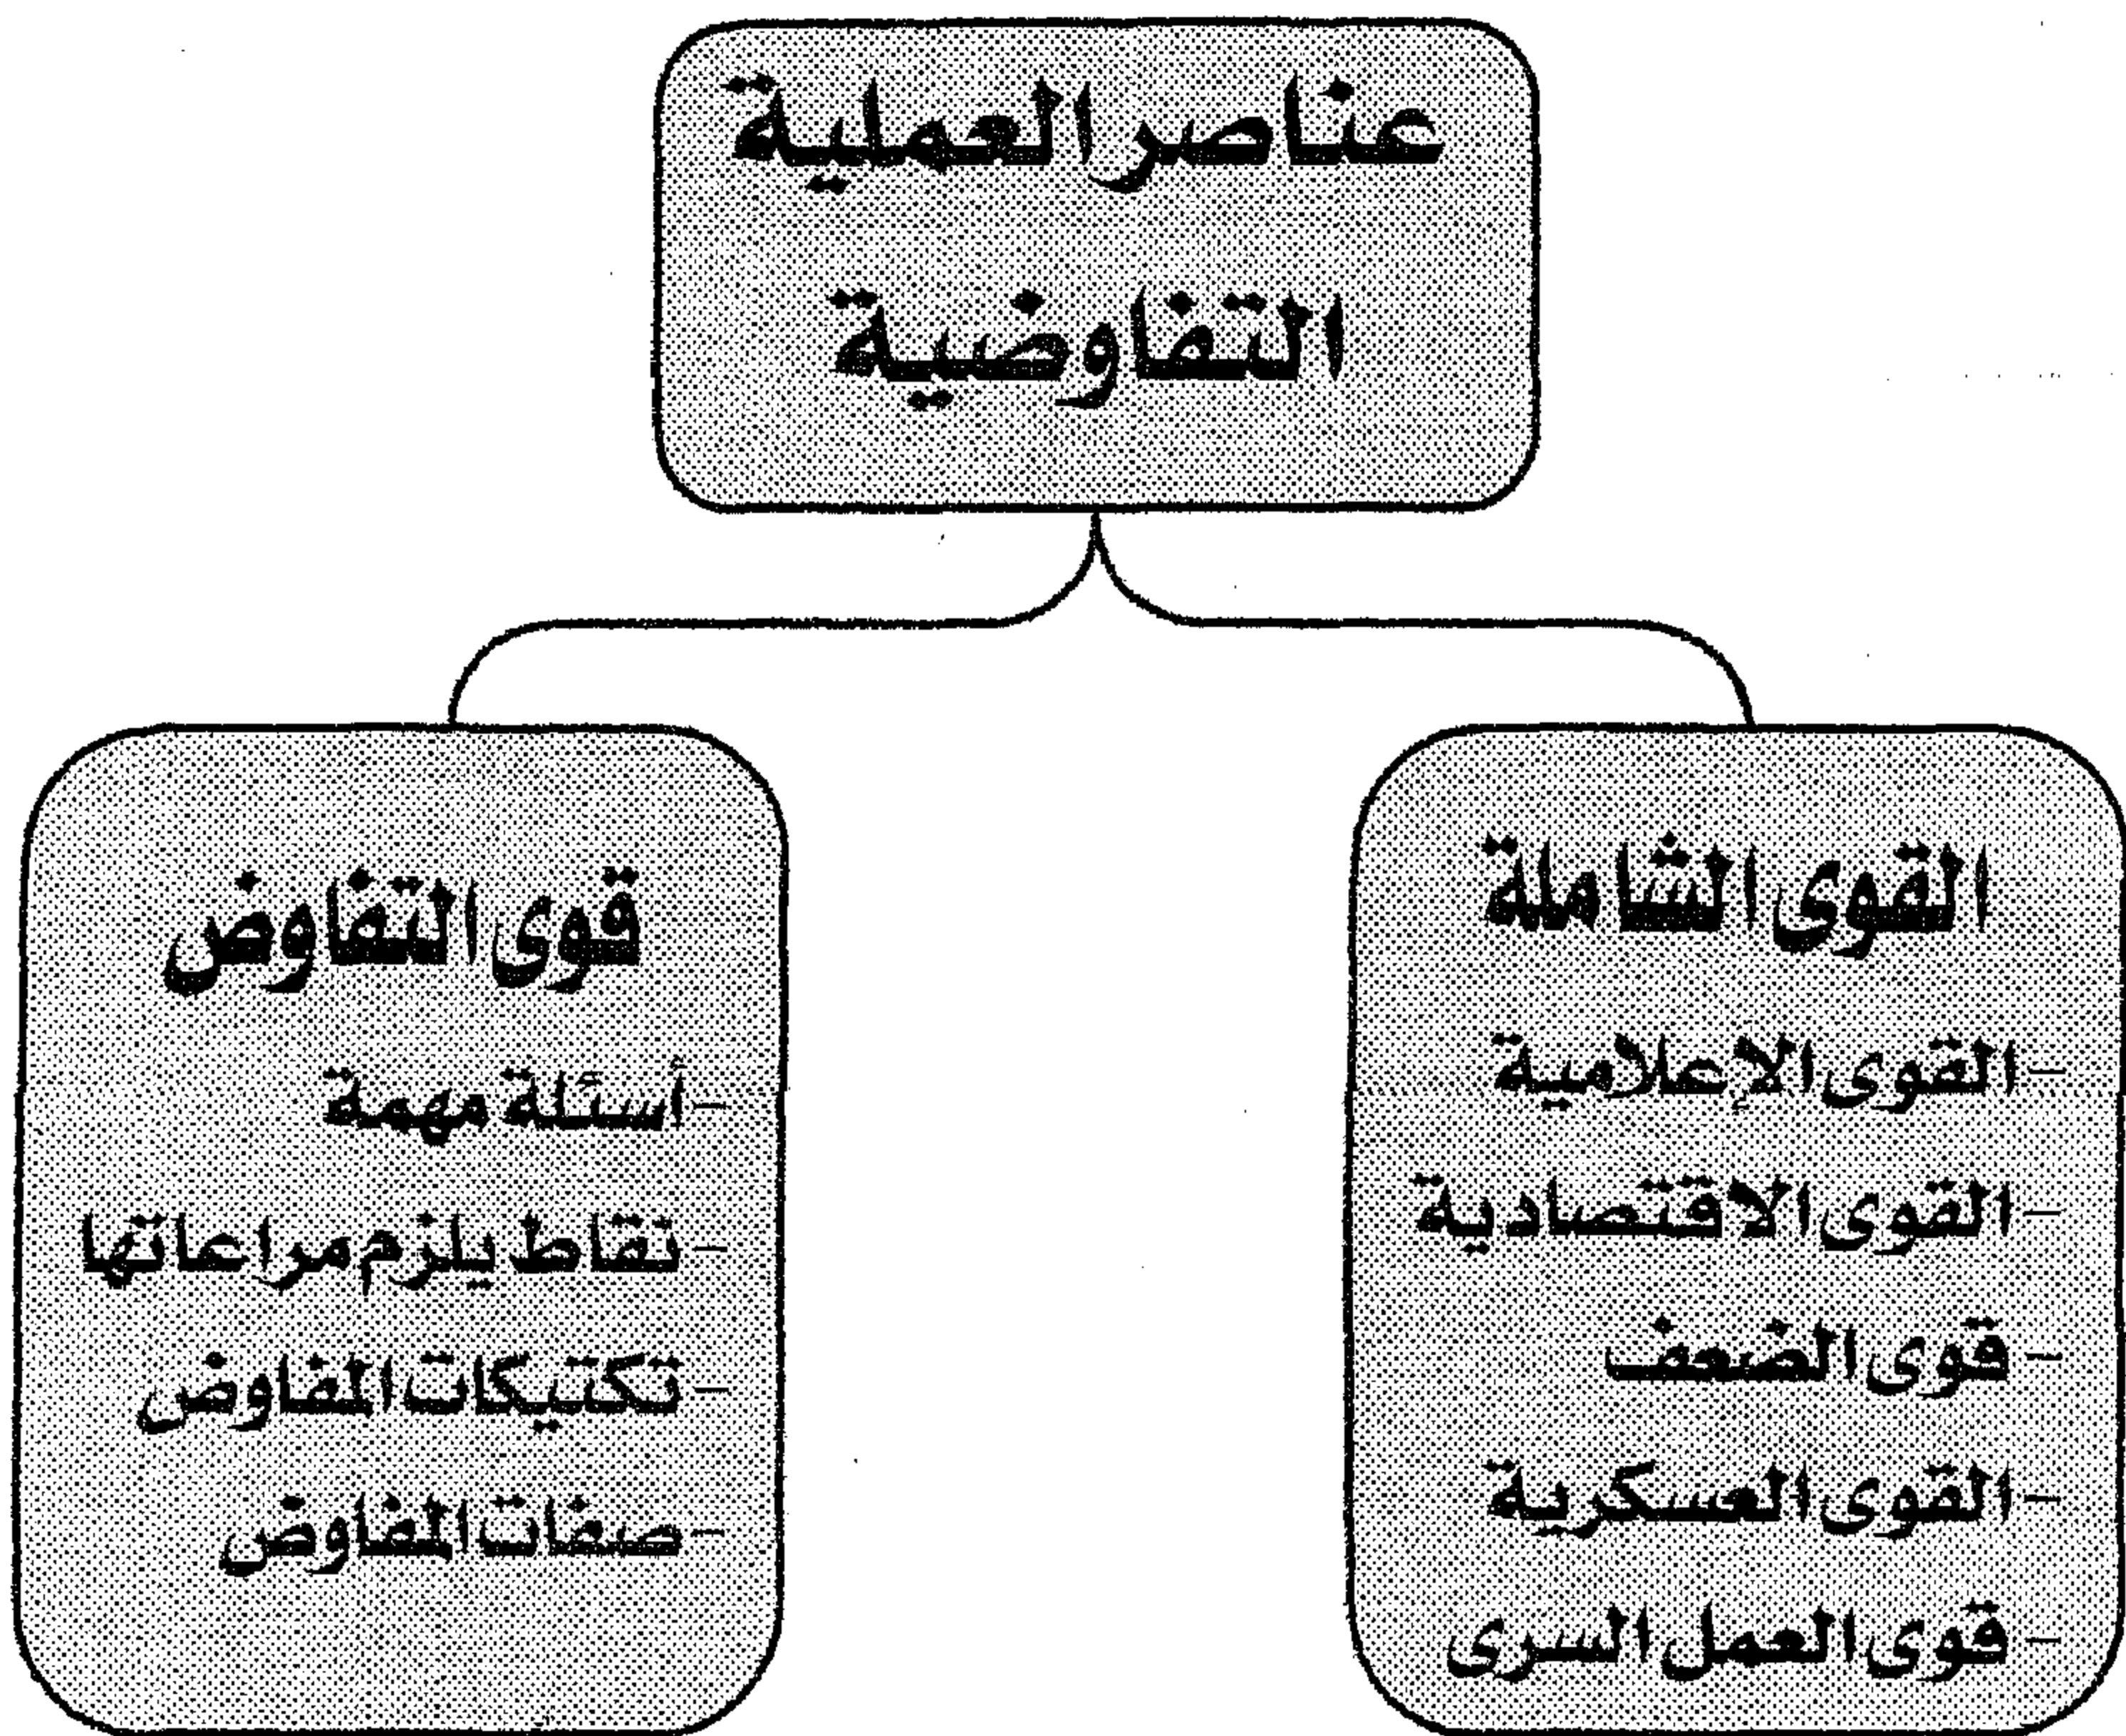 عناصر العملية
التفاوضية
القوى الشاملة
- القوى الإعلامية
- القوى الاقتصادية
- قوى الضعف
- القوى العسكرية
- قوى العمل السرى
قوى التفاوض
- أسئلة مهمة
- نقاط يلزم مراعاتها
- تكتيكات المفاوض
- صفات المفاوض